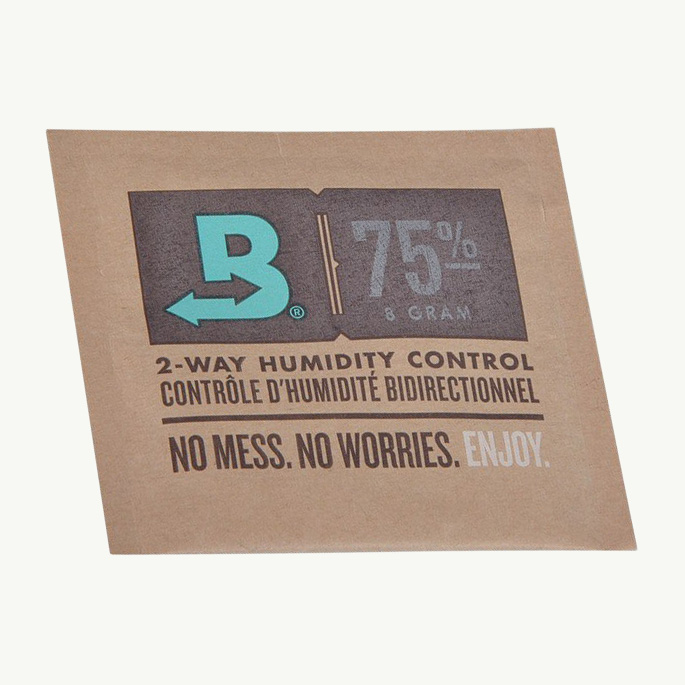 B®
75%
8 GRAM
2-WAY HUMIDITY CONTROL
CONTRÔLE D'HUMIDITÉ BIDIRECTIONNEL
NO MESS. NO WORRIES. ENJOY.